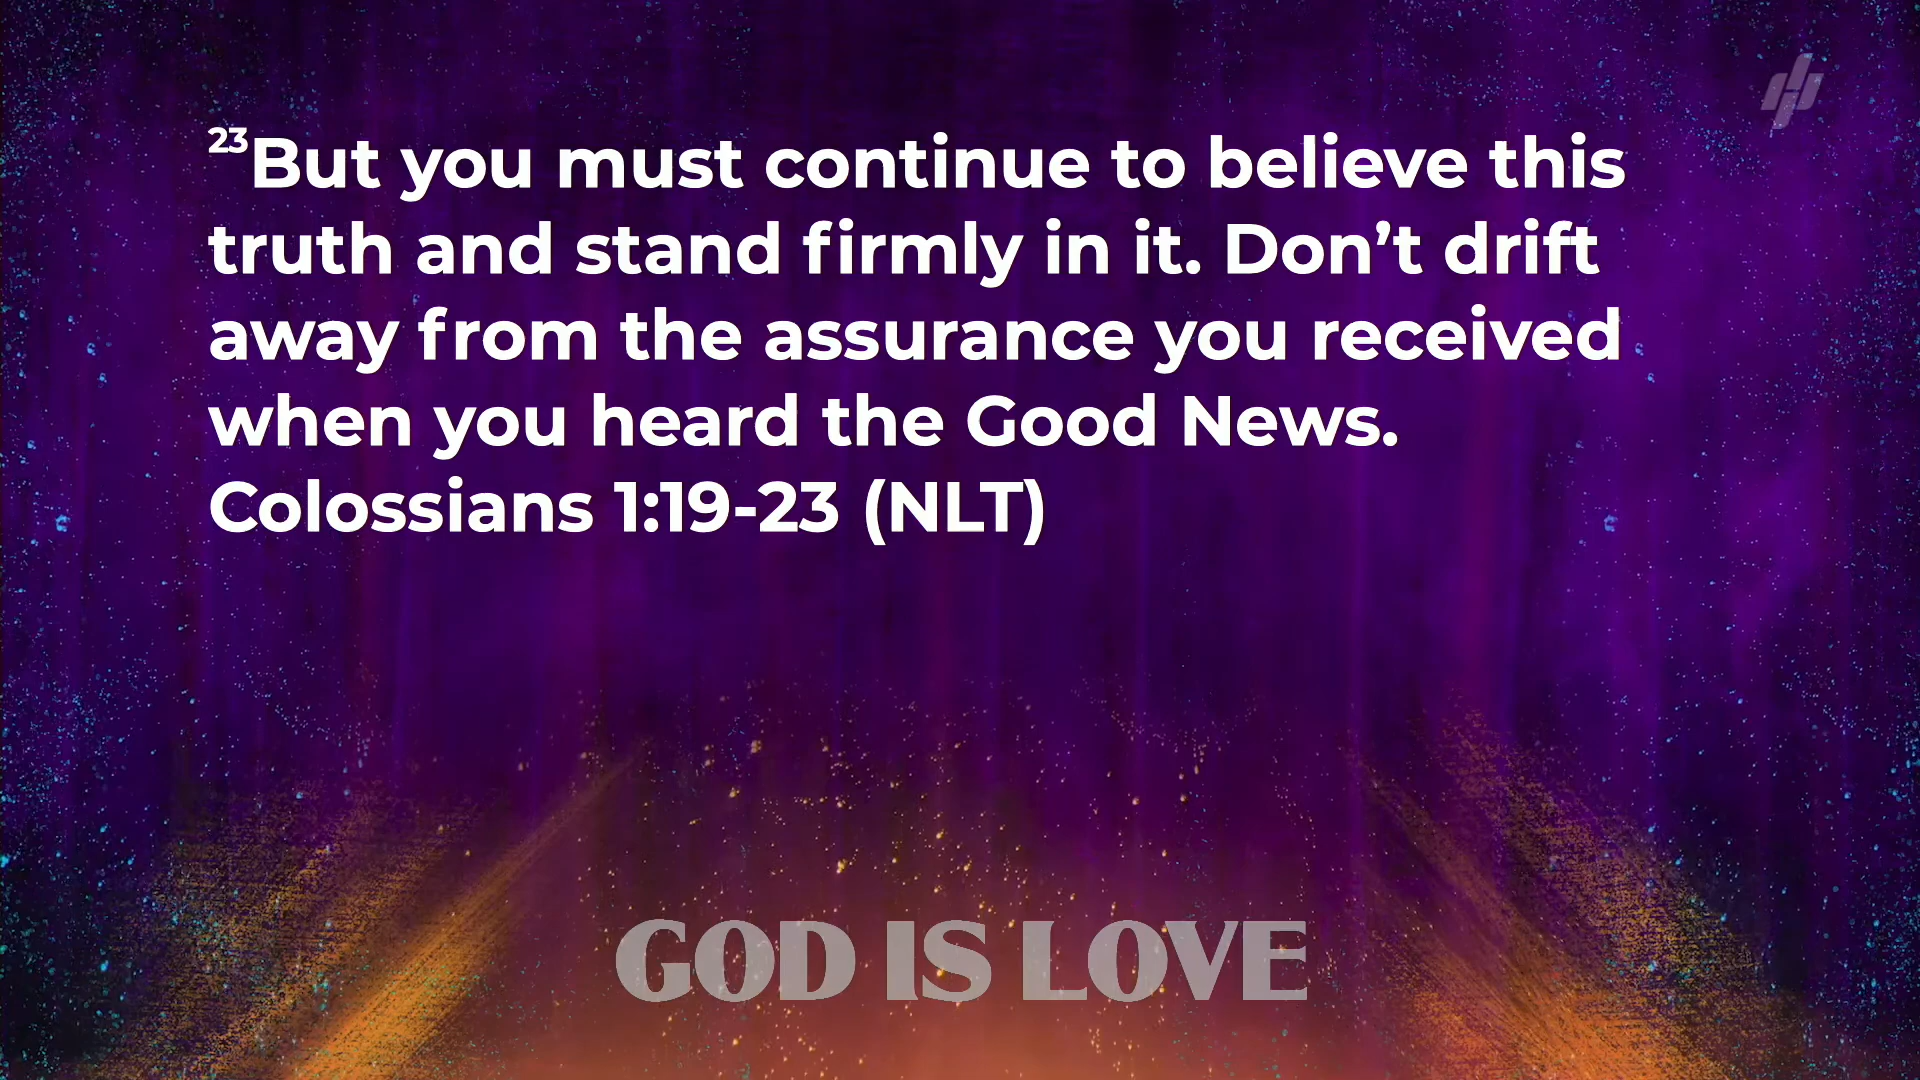 23But you must continue to believe this
truth and stand firmly in it. Don’t drift
away from the assurance you received
when you heard the Good News.
Colossians 1:19-23 (NLT)
GOD IS LOVE